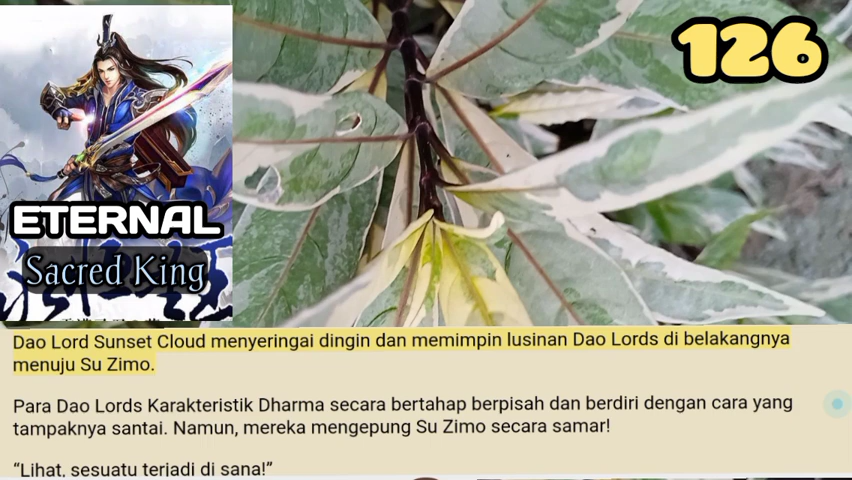 126
ETERNAL
Sacred King
Dao Lord Sunset Cloud menyeringai dingin dan memimpin lusinan Dao Lords di belakangnya
menuju Su Zimo.
Para Dao Lords Karakteristik Dharma secara bertahap berpisah dan berdiri dengan cara yang
tampaknya santai. Namun, mereka mengepung Su Zimo secara samar!
“Lihat, sesuatu terjadi di sana!”